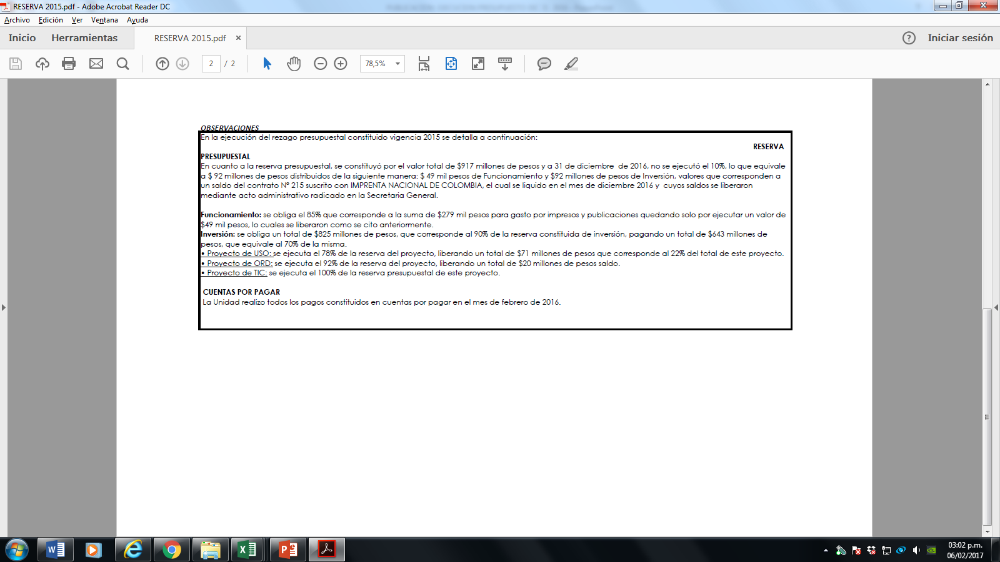 RESERVA 2015.pdf - Adobe Acrobat Reader DC
Archivo Edición Ver Ventana Ayuda
Inicio Herramientas RESERVA 2015.pdf × Iniciar sesión
2 / 2 78,5%
OBSERVACIONES
En la ejecución del rezago presupuestal constituido vigencia 2015 se detalla a continuación:
RESERVA
PRESUPUESTAL
En cuanto a la reserva presupuestal, se constituyó por el valor total de $917 millones de pesos y a 31 de diciembre de 2016, no se ejecutó el 10%, lo que equivale
a $ 92 millones de pesos distribuidos de la siguiente manera: $ 49 mil pesos de Funcionamiento y $92 millones de pesos de Inversión, valores que corresponden a
un saldo del contrato Nº 215 suscrito con IMPRENTA NACIONAL DE COLOMBIA, el cual se liquido en el mes de diciembre 2016 y cuyos saldos se liberaron
mediante acto administrativo radicado en la Secretaria General.
Funcionamiento: se obliga el 85% que corresponde a la suma de $279 mil pesos para gasto por impresos y publicaciones quedando solo por ejecutar un valor de
$49 mil pesos, lo cuales se liberaron como se cito anteriormente.
Inversión: se obliga un total de $825 millones de pesos, que corresponde al 90% de la reserva constituida de inversión, pagando un total de $643 millones de
pesos, que equivale al 70% de la misma.
• Proyecto de USO: se ejecuta el 78% de la reserva del proyecto, liberando un total de $71 millones de pesos que corresponde al 22% del total de este proyecto.
• Proyecto de ORD: se ejecuta el 92% de la reserva del proyecto, liberando un total de $20 millones de pesos saldo.
• Proyecto de TIC: se ejecuta el 100% de la reserva presupuestal de este proyecto.
CUENTAS POR PAGAR
La Unidad realizo todos los pagos constituidos en cuentas por pagar en el mes de febrero de 2016.
03:02 p.m.
06/02/2017